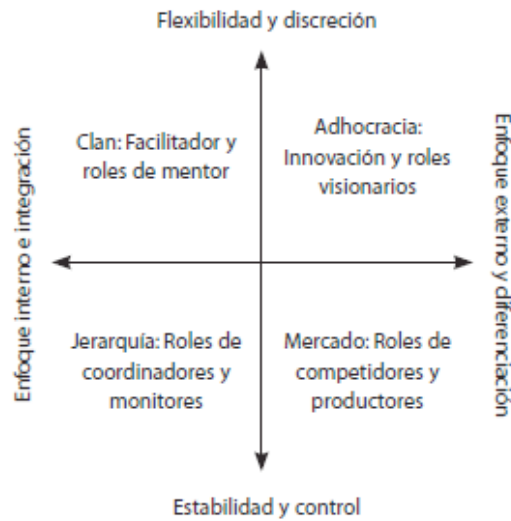 Flexibilidad y discreción
Enfoque interno e integración
Clan: Facilitador y
roles de mentor
Adhocracia:
Innovación y roles
visionarios
Enfoque externo y diferenciación
Jerarquía: Roles de
coordinadores y
monitores
Mercado: Roles de
competidores y
productores
Estabilidad y control